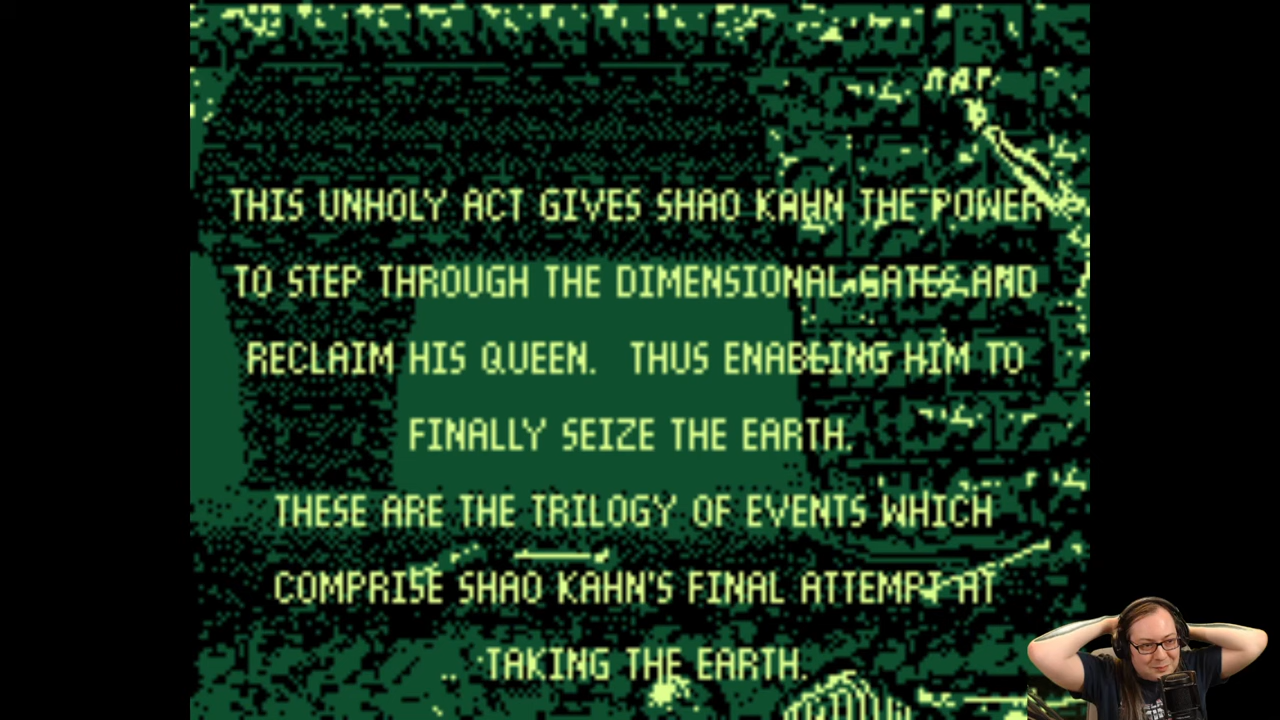 THIS UNHOLY ACT GIVES SHAO KAHN THE POWER
TO STEP THROUGH THE DIMENSIONAL GATES AND
RECLAIM HIS QUEEN. THUS ENABLING HIM TO
FINALLY SEIZE THE EARTH.
THESE ARE THE TRILOGY OF EVENTS WHICH
COMPRISE SHAO KAHN'S FINAL ATTEMPT AT
TAKING THE EARTH.